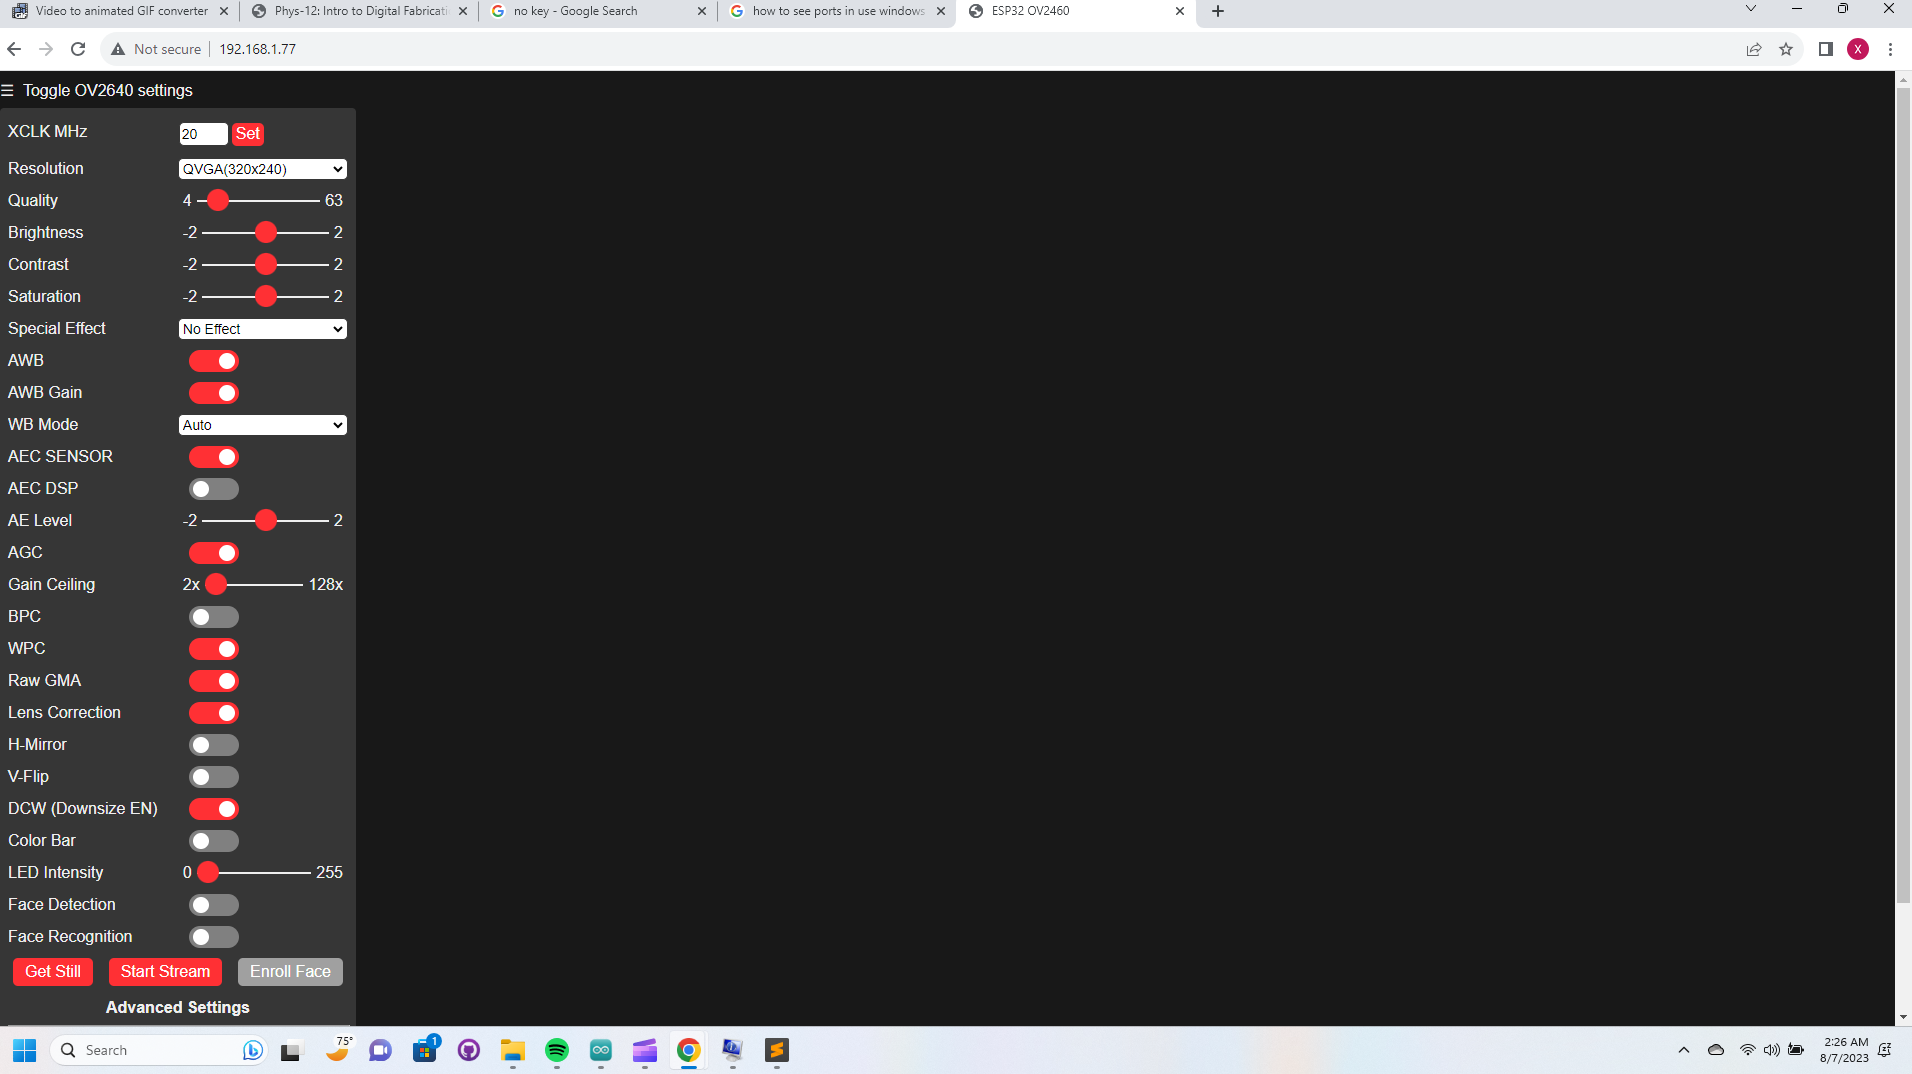 Video to animated GIF converter
Phys-12: Intro to Digital Fabricati
no key - Google Search
how to see ports in use windows
ESP32 OV2460
Not secure
192.168.1.77
X
☰ Toggle OV2640 settings
XCLK MHz 20 Set
Resolution QVGA(320x240)
Quality 4 63
Brightness -2 2
Contrast -2 2
Saturation -2 2
Special Effect No Effect
AWB
AWB Gain
WB Mode Auto
AEC SENSOR
AEC DSP
AE Level -2 2
AGC
Gain Ceiling 2x 128x
BPC
WPC
Raw GMA
Lens Correction
H-Mirror
V-Flip
DCW (Downsize EN)
Color Bar
LED Intensity 0 255
Face Detection
Face Recognition
Get Still Start Stream Enroll Face
Advanced Settings
Search
75°
1
2:26 AM
8/7/2023